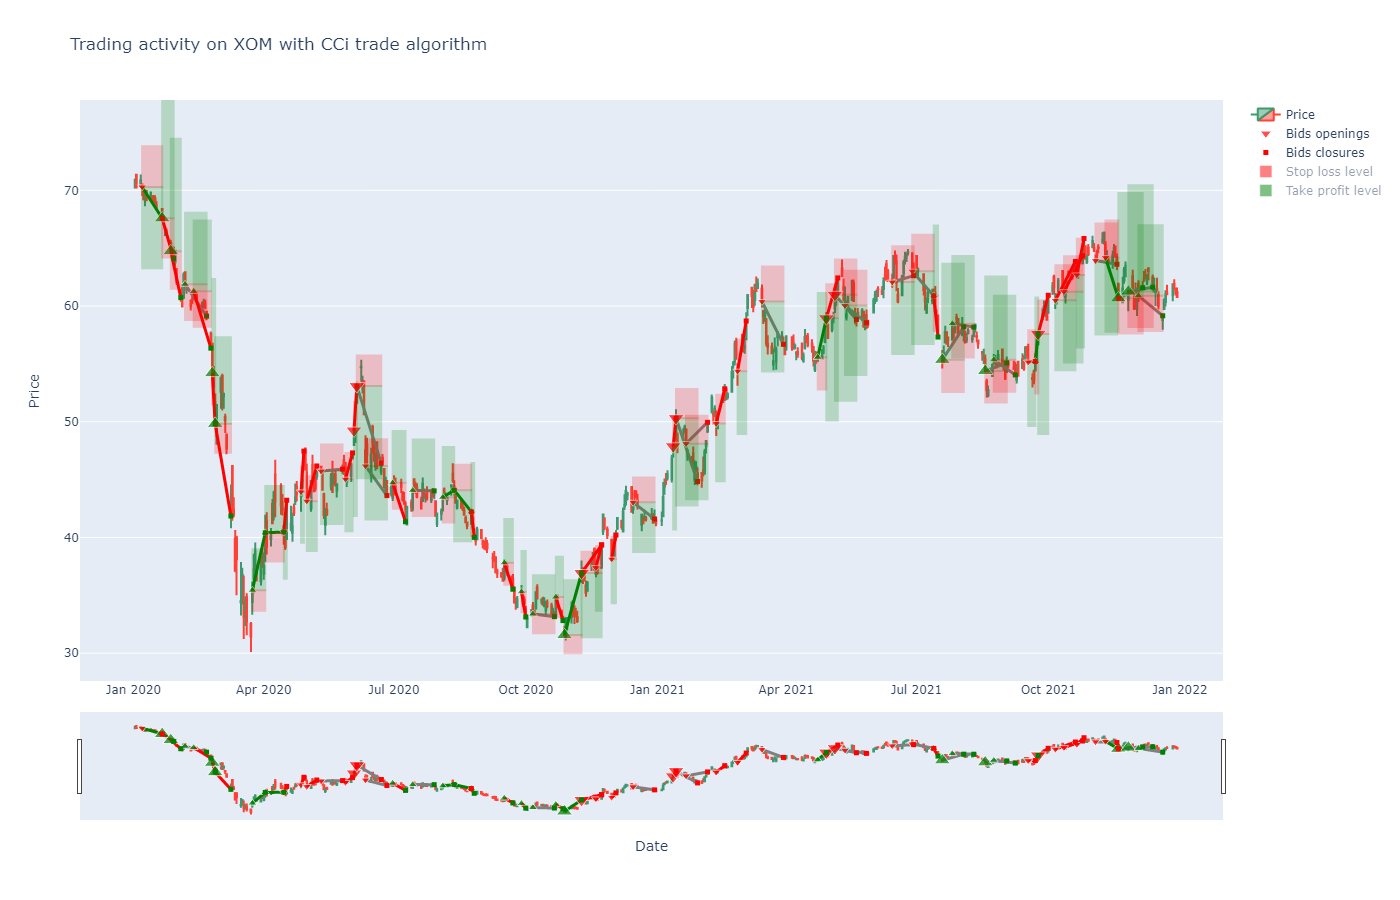 Trading activity on XOM with CCi trade algorithm
Price
Bids openings
Bids closures
Stop loss level
Take profit level
Price
70
60
50
40
30
Jan 2020
Apr 2020
Jul 2020
Oct 2020
Jan 2021
Apr 2021
Jul 2021
Oct 2021
Jan 2022
Date